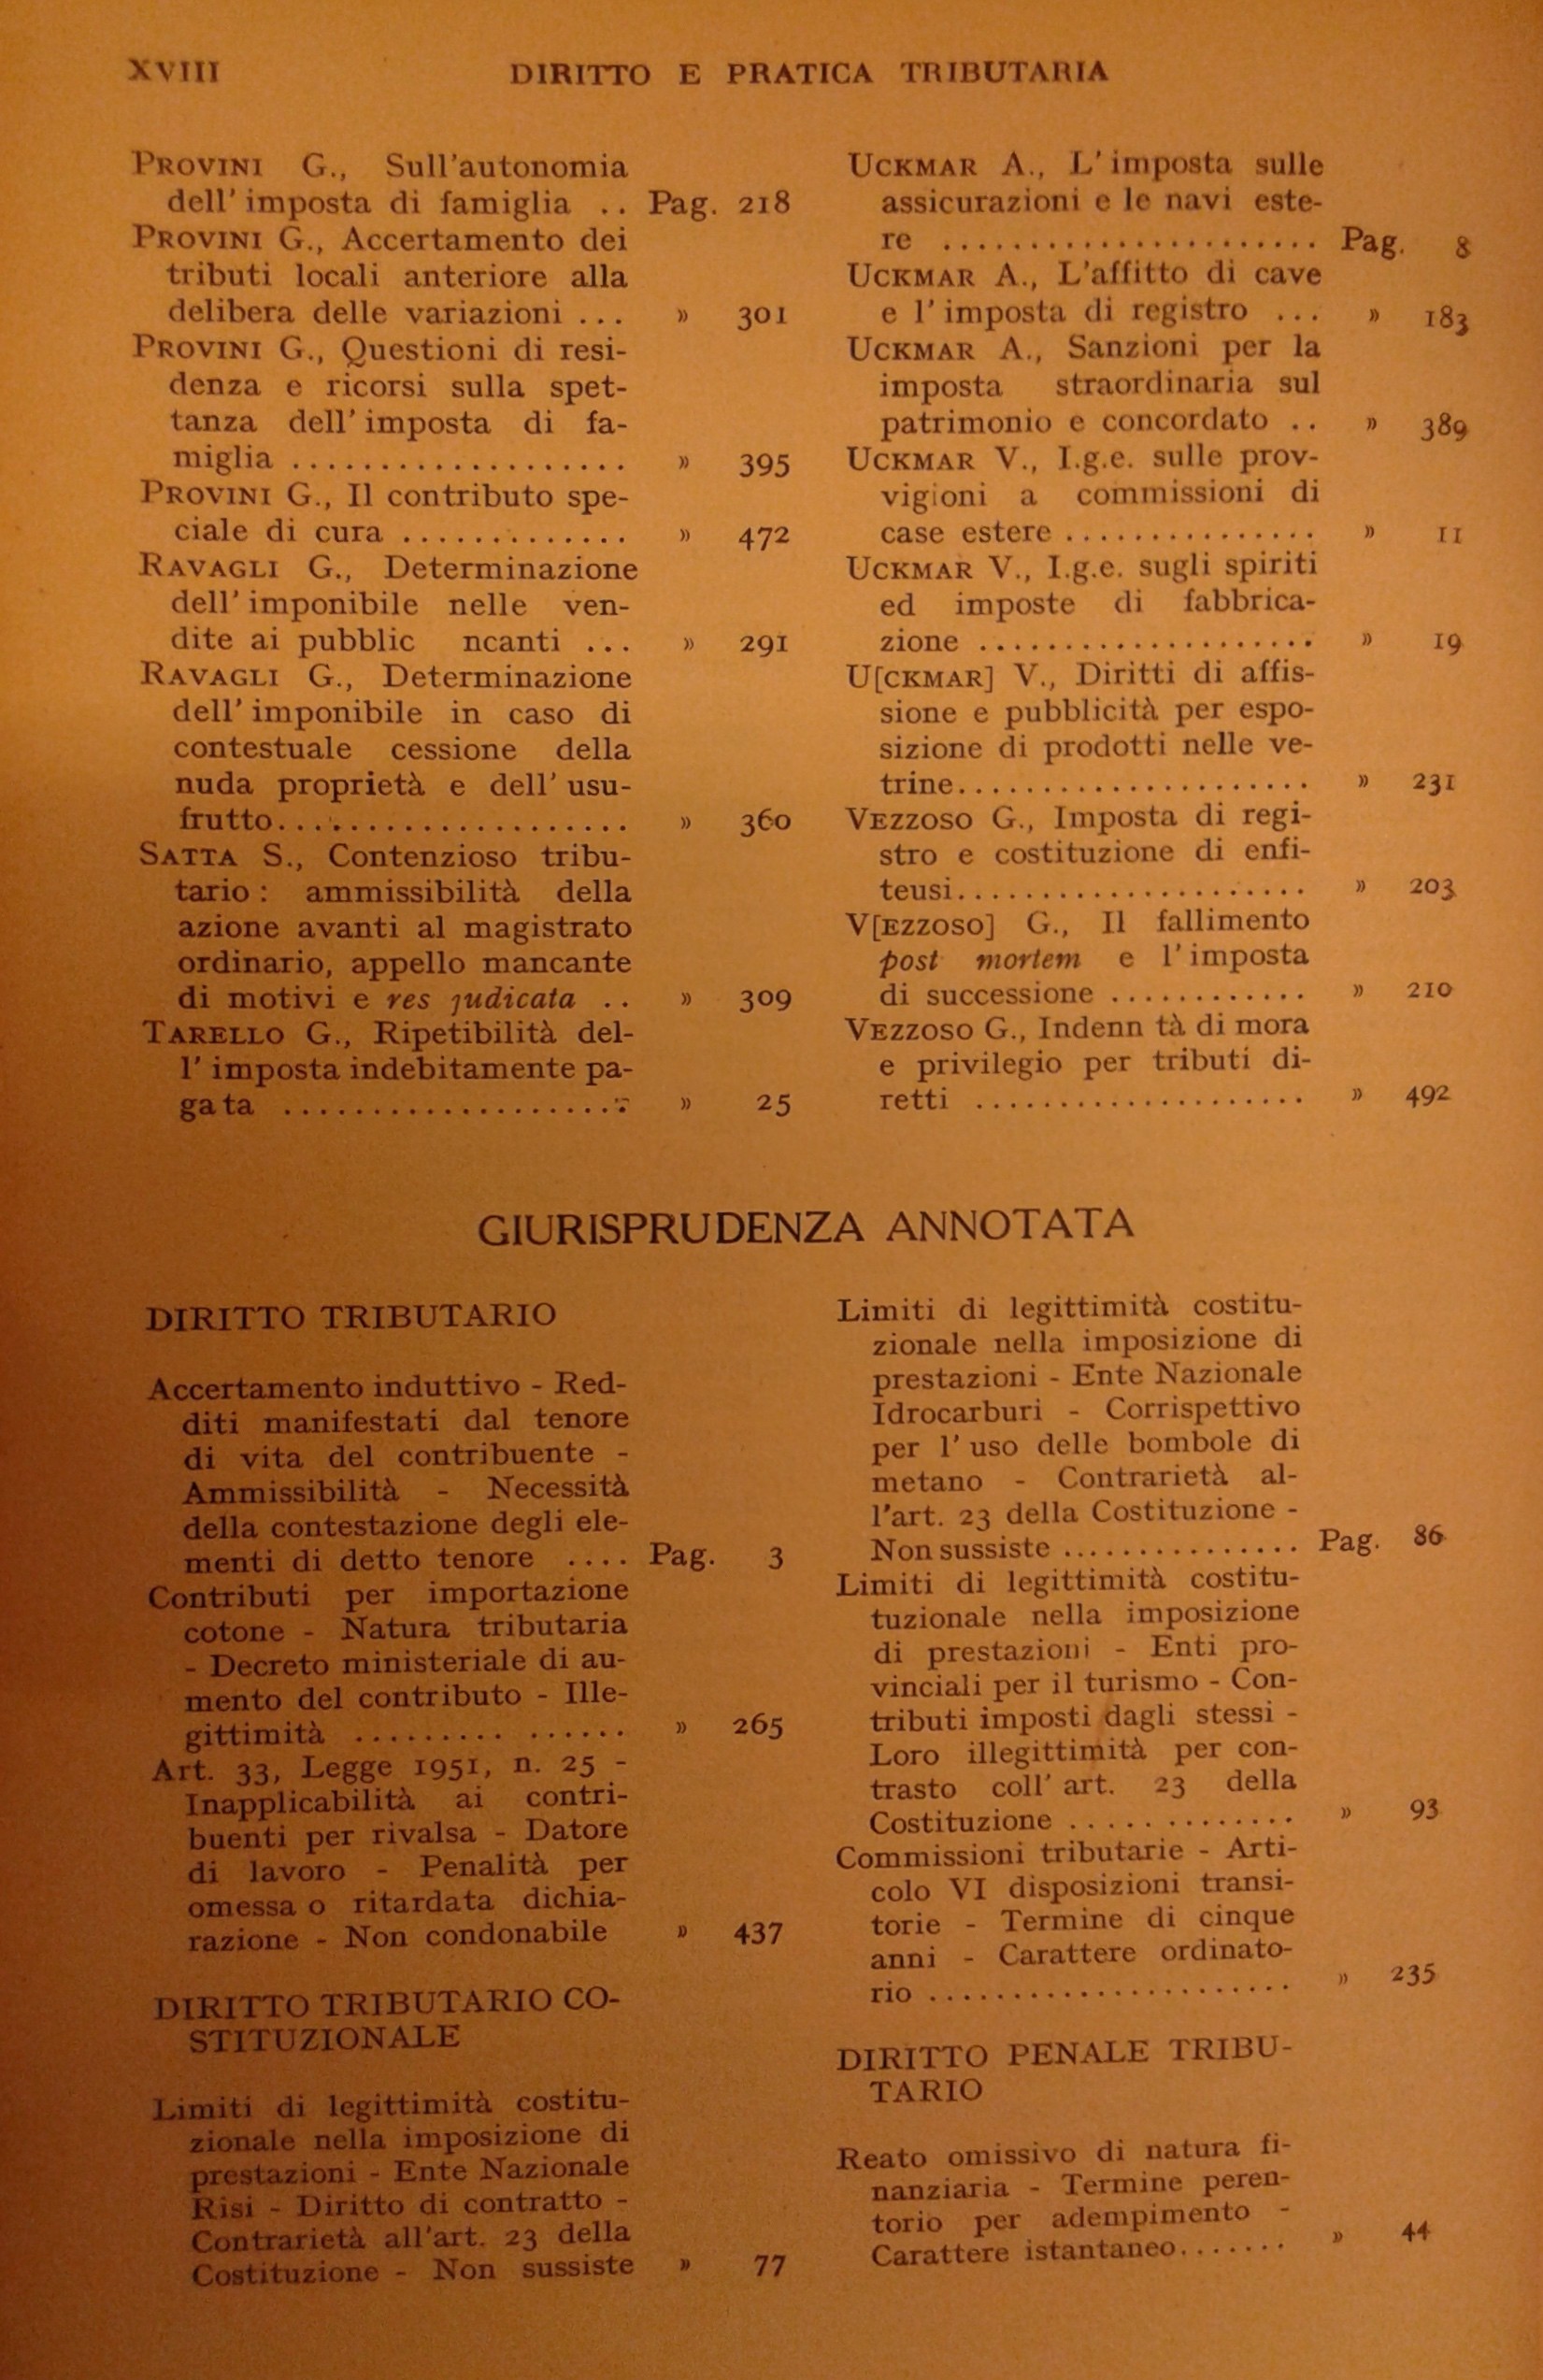 XVIII DIRITTO E PRATICA TRIBUTARIA
PROVINI G., Sull'autonomia
dell' imposta di famiglia .. Pag. 218
PROVINI G., Accertamento dei
tributi locali anteriore alla
delibera delle variazioni ... » 301
PROVINI G., Questioni di resi-
denza e ricorsi sulla spet-
tanza dell' imposta di fa-
miglia ................... » 395
PROVINI G., Il contributo spe-
ciale di cura ............. » 472
RAVAGLI G., Determinazione
dell' imponibile nelle ven-
dite ai pubblic ncanti ... » 291
RAVAGLI G., Determinazione
dell' imponibile in caso di
contestuale cessione della
nuda proprietà e dell' usu-
frutto.................... » 360
SATTA S., Contenzioso tribu-
tario : ammissibilità della
azione avanti al magistrato
ordinario, appello mancante
di motivi e res judicata .. » 309
TARELLO G., Ripetibilità del-
l' imposta indebitamente pa-
gata ..................... » 25
UCKMAR A., L' imposta sulle
assicurazioni e le navi este-
re ...................... Pag. 8
UCKMAR A., L'affitto di cave
e l' imposta di registro ... » 183
UCKMAR A., Sanzioni per la
imposta straordinaria sul
patrimonio e concordato .. » 389
UCKMAR V., I.g.e. sulle prov-
vigioni a commissioni di
case estere ............... » 11
UCKMAR V., I.g.e. sugli spiriti
ed imposte di fabbrica-
zione .................... » 19
U[CKMAR] V., Diritti di affis-
sione e pubblicità per espo-
sizione di prodotti nelle ve-
trine..................... » 231
VEZZOSO G., Imposta di regi-
stro e costituzione di enfi-
teusi..................... » 203
V[EZZOSO] G., Il fallimento
post mortem e l' imposta
di successione ............ » 210
VEZZOSO G., Indenn tà di mora
e privilegio per tributi di-
retti .................... » 492
GIURISPRUDENZA ANNOTATA
DIRITTO TRIBUTARIO
Accertamento induttivo - Red-
diti manifestati dal tenore
di vita del contribuente -
Ammissibilità - Necessità
della contestazione degli ele-
menti di detto tenore .... Pag. 3
Contributi per importazione
cotone - Natura tributaria
- Decreto ministeriale di au-
mento del contributo - Ille-
gittimità ......... ...... » 265
Art. 33, Legge 1951, n. 25 -
Inapplicabilità ai contri-
buenti per rivalsa - Datore
di lavoro - Penalità per
omessa o ritardata dichia-
razione - Non condonabile » 437
DIRITTO TRIBUTARIO CO-
STITUZIONALE
Limiti di legittimità costitu-
zionale nella imposizione di
prestazioni - Ente Nazionale
Risi - Diritto di contratto -
Contrarietà all'art. 23 della
Costituzione - Non sussiste » 77
Limiti di legittimità costitu-
zionale nella imposizione di
prestazioni - Ente Nazionale
Idrocarburi - Corrispettivo
per l' uso delle bombole di
metano - Contrarietà al-
l'art. 23 della Costituzione -
Non sussiste ............... Pag. 86
Limiti di legittimità costitu-
tuzionale nella imposizione
di prestazioni - Enti pro-
vinciali per il turismo - Con-
tributi imposti dagli stessi -
Loro illegittimità per con-
trasto coll' art. 23 della
Costituzione .............. » 93
Commissioni tributarie - Arti-
colo VI disposizioni transi-
torie - Termine di cinque
anni - Carattere ordinato-
rio ...................... » 235
DIRITTO PENALE TRIBU-
TARIO
Reato omissivo di natura fi-
nanziaria - Termine peren-
torio per adempimento -
Carattere istantaneo....... » 44